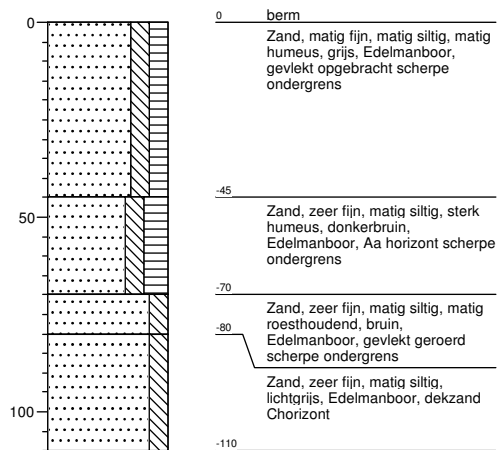 0
berm
0
Zand, matig fijn, matig siltig, matig
humeus, grijs, Edelmanboor,
gevlekt opgebracht scherpe
ondergrens
-45
50
Zand, zeer fijn, matig siltig, sterk
humeus, donkerbruin,
Edelmanboor, Aa horizont scherpe
ondergrens
-70
Zand, zeer fijn, matig siltig, matig
roesthoudend, bruin,
Edelmanboor, gevlekt geroerd
scherpe ondergrens
-80
Zand, zeer fijn, matig siltig,
lichtgrijs, Edelmanboor, dekzand
Chorizont
100
-110